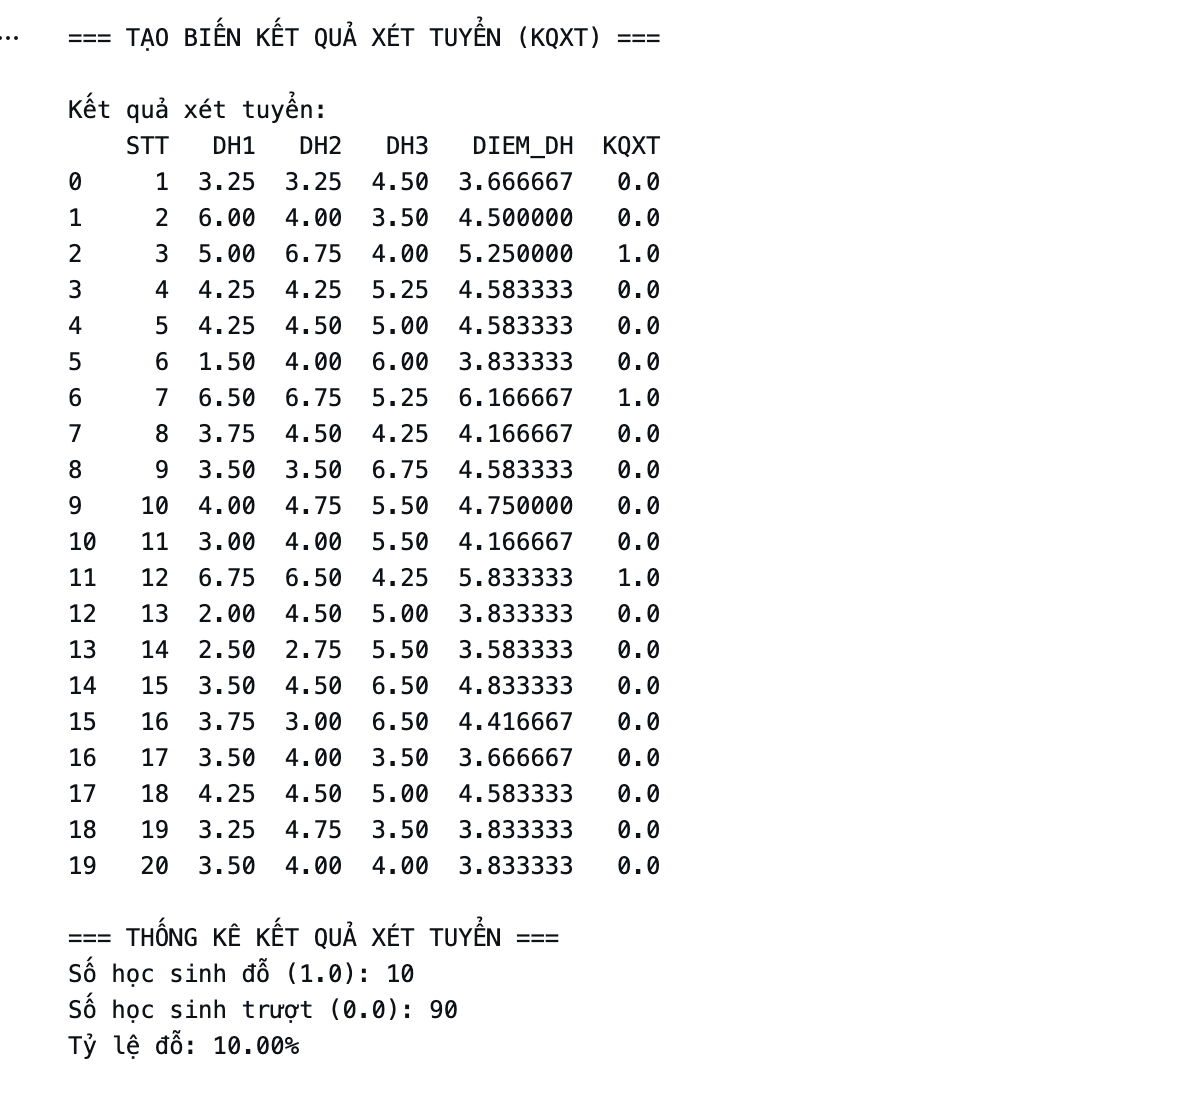 ...
=== TẠO BIẾN KẾT QUẢ XÉT TUYỂN (KQXT) ===
Kết quả xét tuyển:
STT DH1 DH2 DH3 DIEM_DH KQXT
0 1 3.25 3.25 4.50 3.666667 0.0
1 2 6.00 4.00 3.50 4.500000 0.0
2 3 5.00 6.75 4.00 5.250000 1.0
3 4 4.25 4.25 5.25 4.583333 0.0
4 5 4.25 4.50 5.00 4.583333 0.0
5 6 1.50 4.00 6.00 3.833333 0.0
6 7 6.50 6.75 5.25 6.166667 1.0
7 8 3.75 4.50 4.25 4.166667 0.0
8 9 3.50 3.50 6.75 4.583333 0.0
9 10 4.00 4.75 5.50 4.750000 0.0
10 11 3.00 4.00 5.50 4.166667 0.0
11 12 6.75 6.50 4.25 5.833333 1.0
12 13 2.00 4.50 5.00 3.833333 0.0
13 14 2.50 2.75 5.50 3.583333 0.0
14 15 3.50 4.50 6.50 4.833333 0.0
15 16 3.75 3.00 6.50 4.416667 0.0
16 17 3.50 4.00 3.50 3.666667 0.0
17 18 4.25 4.50 5.00 4.583333 0.0
18 19 3.25 4.75 3.50 3.833333 0.0
19 20 3.50 4.00 4.00 3.833333 0.0
=== THỐNG KÊ KẾT QUẢ XÉT TUYỂN ===
Số học sinh đỗ (1.0): 10
Số học sinh trượt (0.0): 90
Tỷ lệ đỗ: 10.00%